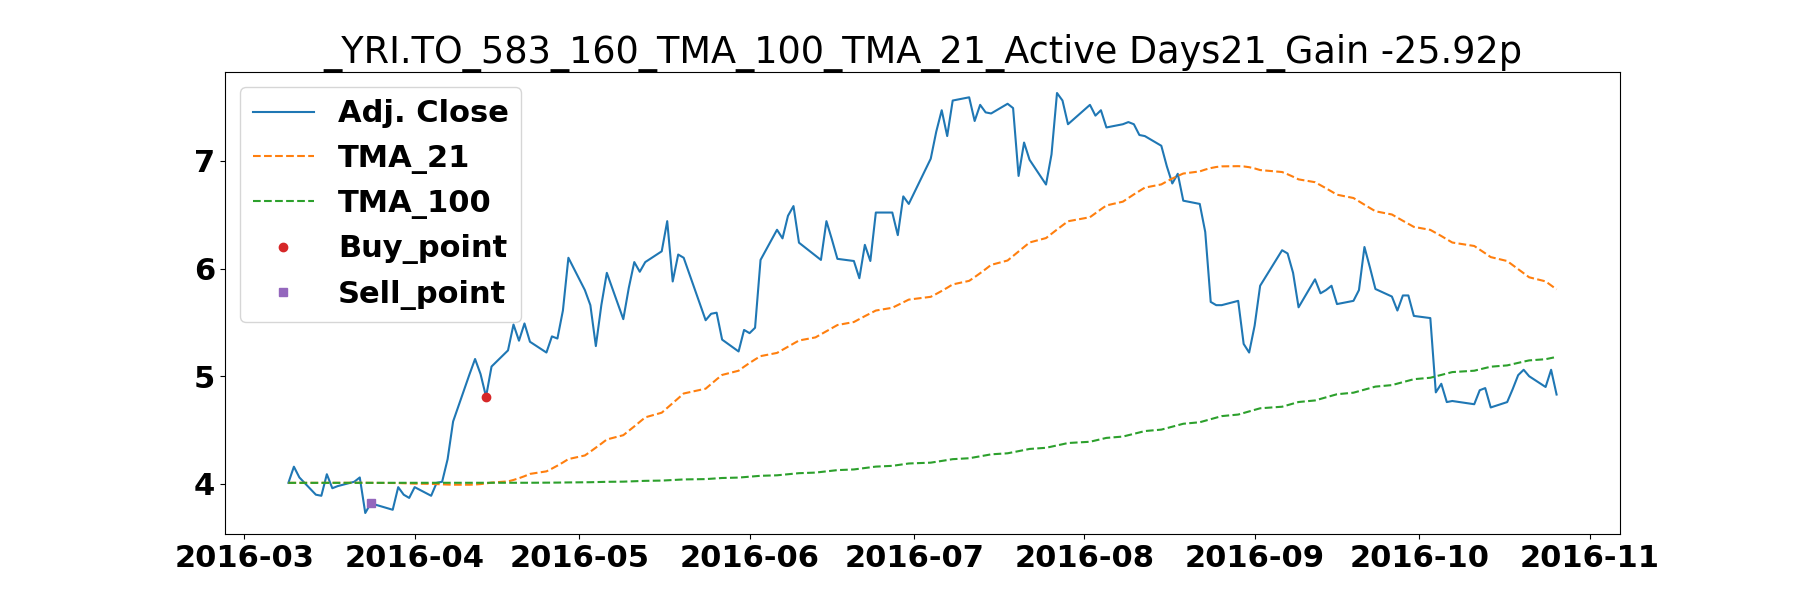 _YRI.TO_583_160_TMA_100_TMA_21_Active Days21_Gain -25.92p
Adj. Close
TMA_21
TMA_100
Buy_point
Sell_point
7
6
5
4
2016-03 2016-04 2016-05 2016-06 2016-07 2016-08 2016-09 2016-10 2016-11